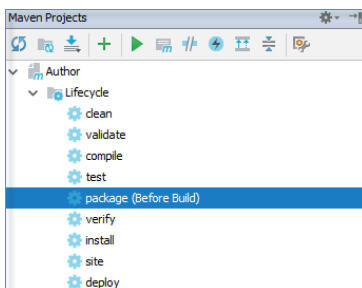 Maven Projects
Author
Lifecycle
clean
validate
compile
test
package (Before Build)
verify
install
site
deploy